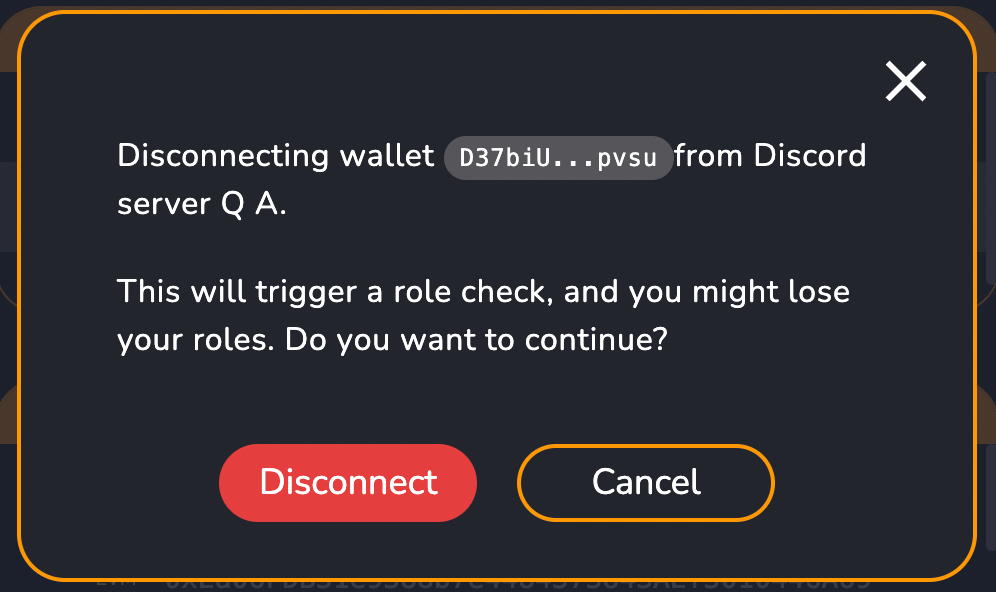 Disconnecting wallet D37biU...pvsu from Discord
server Q A.
This will trigger a role check, and you might lose
your roles. Do you want to continue?
Disconnect Cancel